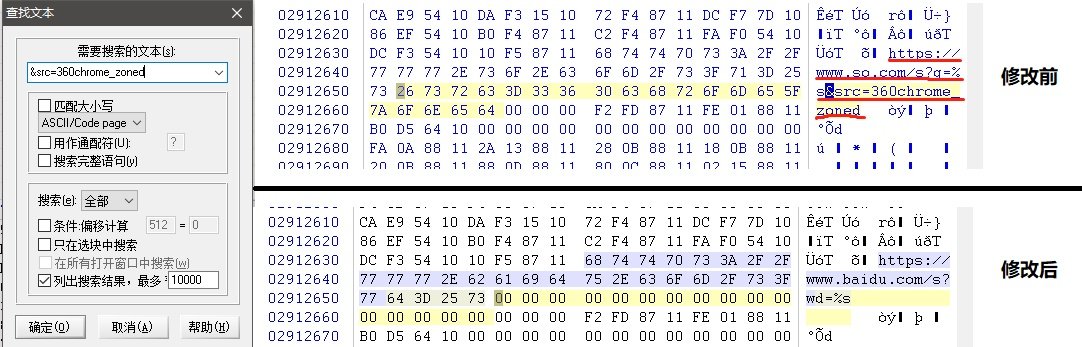 查找文本
需要搜索的文本(s):
&src=360chrome_zoned
匹配大小写
ASCII/Code page
用作通配符(U):
?
搜索完整语句(y)
搜索(e): 全部
条件:偏移计算 512 = 0
只在选块中搜索
在所有打开窗口中搜索(w)
列出搜索结果，最多： 10000
确定(O) 取消(A) 帮助(H)
02912610 CA E9 54 10 DA F3 15 10 72 F4 87 11 DC F7 7D 10 ÊéT Úó rô Ü÷}
02912620 86 EF 54 10 B0 F4 87 11 C2 F4 87 11 FA F0 54 10 ïT °ô Âô úðT
02912630 DC F3 54 10 10 F5 87 11 68 74 74 70 73 3A 2F 2F ÜóT õ https://
02912640 77 77 77 2E 73 6F 2E 63 6F 6D 2F 73 3F 71 3D 25 www.so.com/s?q=%
02912650 73 26 73 72 63 3D 33 36 30 63 68 72 6F 6D 65 5F s&src=360chrome_
02912660 7A 6F 6E 65 64 00 00 00 F2 FD 87 11 FE 01 88 11 zoned òý þ
02912670 B0 D5 64 10 00 00 00 00 00 00 00 00 00 00 00 00 °Õd
02912680 FA 0A 88 11 2A 13 88 11 28 0B 88 11 18 0B 88 11 ú * (
修改前
02912610 CA E9 54 10 DA F3 15 10 72 F4 87 11 DC F7 7D 10 ÊéT Úó rô Ü÷}
02912620 86 EF 54 10 B0 F4 87 11 C2 F4 87 11 FA F0 54 10 ïT °ô Âô úðT
02912630 DC F3 54 10 10 F5 87 11 68 74 74 70 73 3A 2F 2F ÜóT õ https://
02912640 77 77 77 2E 62 61 69 64 75 2E 63 6F 6D 2F 73 3F www.baidu.com/s?
02912650 77 64 3D 25 73 00 00 00 00 00 00 00 00 00 00 00 wd=%s
02912660 00 00 00 00 00 00 00 00 F2 FD 87 11 FE 01 88 11 òý þ
02912670 B0 D5 64 10 00 00 00 00 00 00 00 00 00 00 00 00 °Õd
修改后